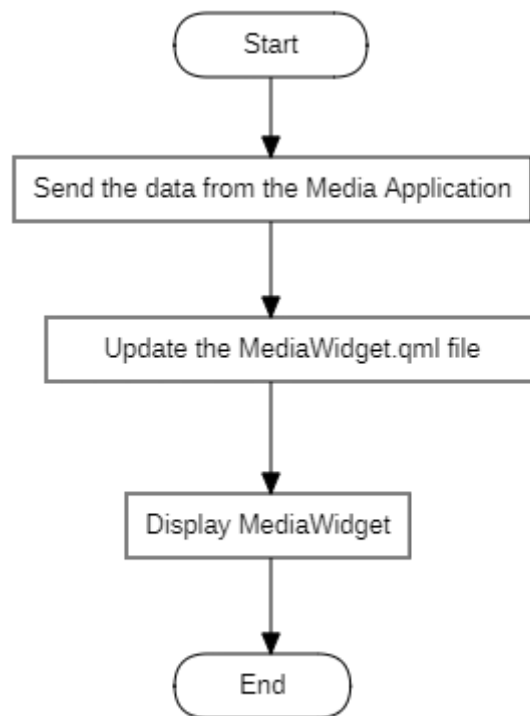 Start
Send the data from the Media Application
Update the MediaWidget.qml file
Display MediaWidget
End